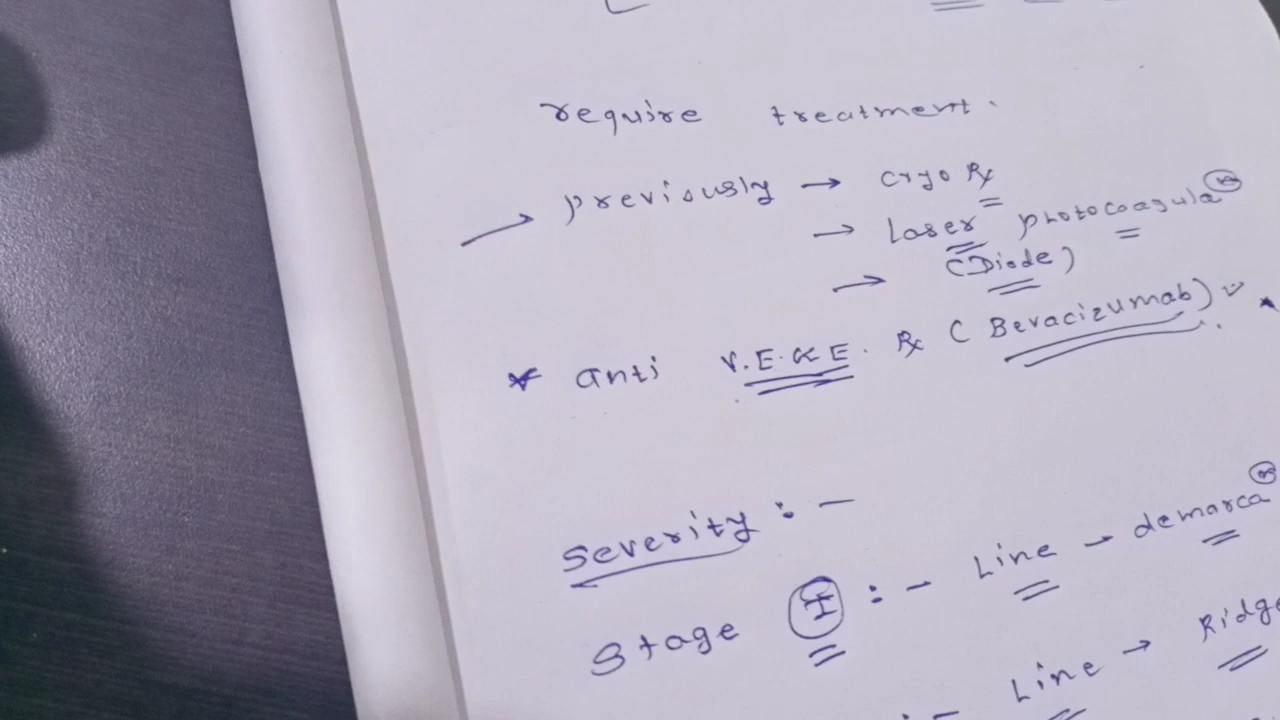 require treatment.
→ previously → cryo Rx
→ Laser photocoagula
→ (Diode)
* anti V.E.G.F. Rx ( Bevacizumab)
Severity : -
Stage I : - Line → demarca
- Line → Ridge